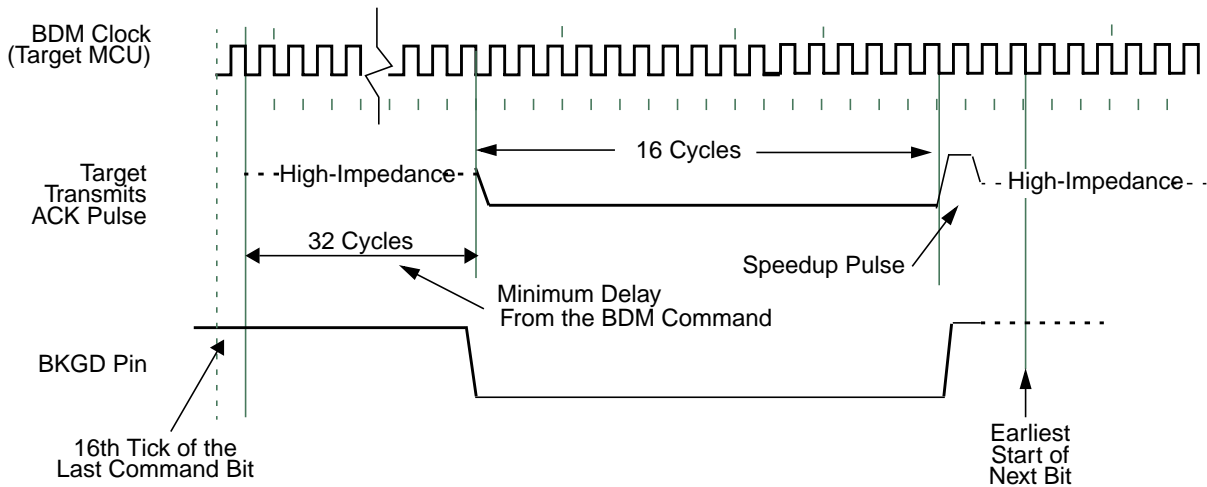 BDM Clock
(Target MCU)
16 Cycles
Target
Transmits
ACK Pulse
High-Impedance
High-Impedance
32 Cycles
Speedup Pulse
Minimum Delay
From the BDM Command
BKGD Pin
16th Tick of the
Last Command Bit
Earliest
Start of
Next Bit